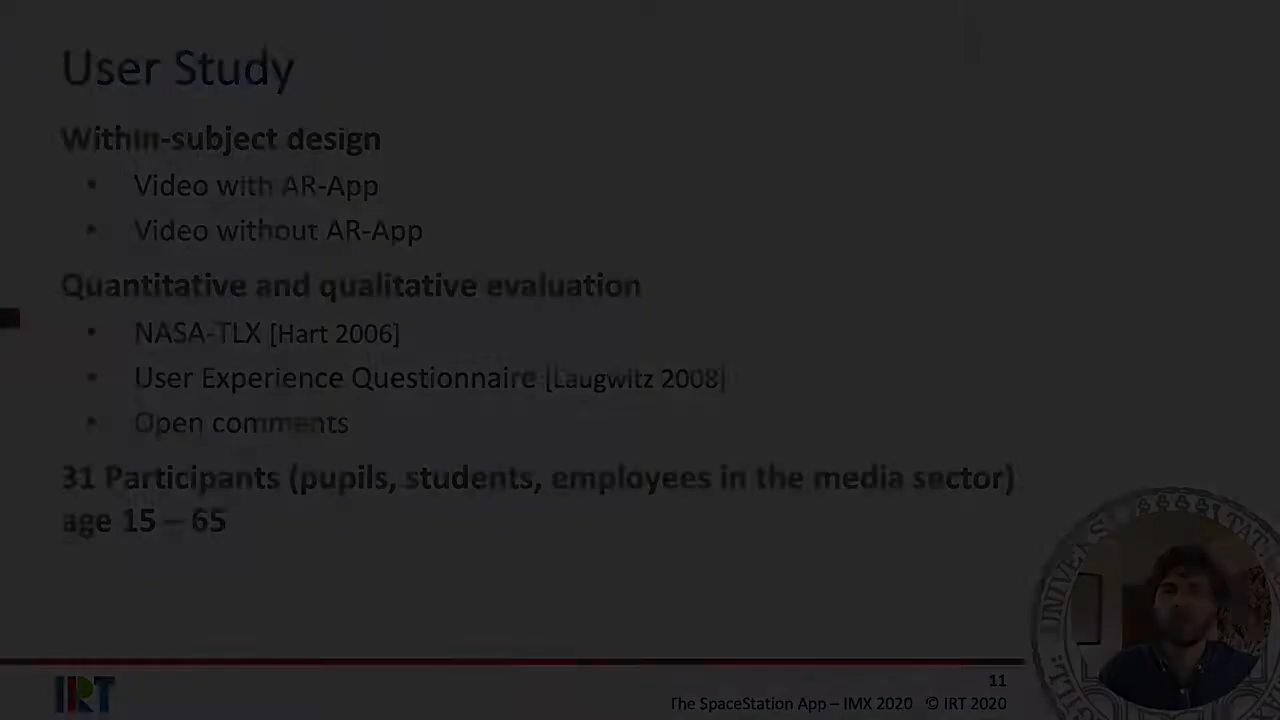 User Study
Within-subject design
• Video with AR-App
• Video without AR-App
Quantitative and qualitative evaluation
• NASA-TLX [Hart 2006]
• User Experience Questionnaire [Laugwitz 2008]
• Open comments
31 Participants (pupils, students, employees in the media sector)
age 15 – 65
IRT
11
The SpaceStation App – IMX 2020 © IRT 2020